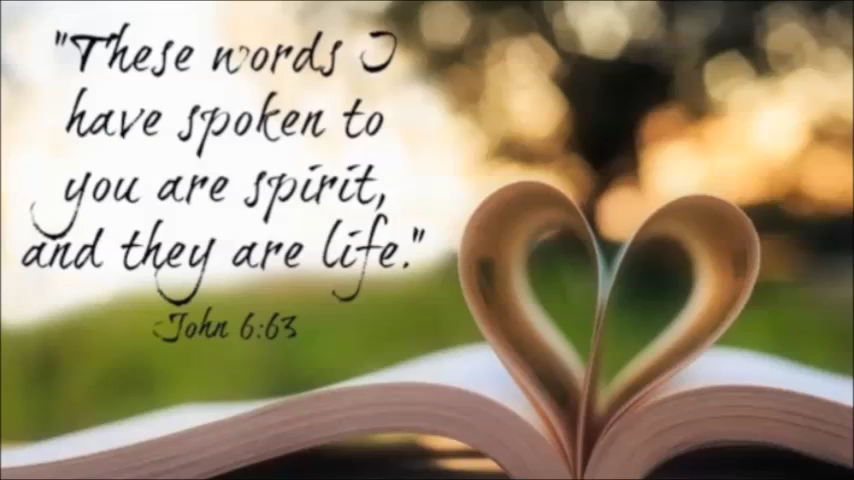 "These words I
have spoken to
you are spirit,
and they are life."
John 6:63